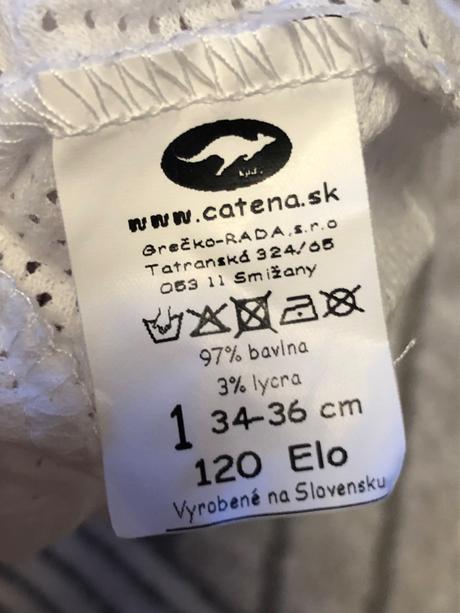 www.catena.sk
Grečko-RADA,s.r.o
Tatranská 324/65
053 11 Smižany
97% bavlna
3% lycra
1 34-36 cm
120 Elo
Vyrobené na Slovensku